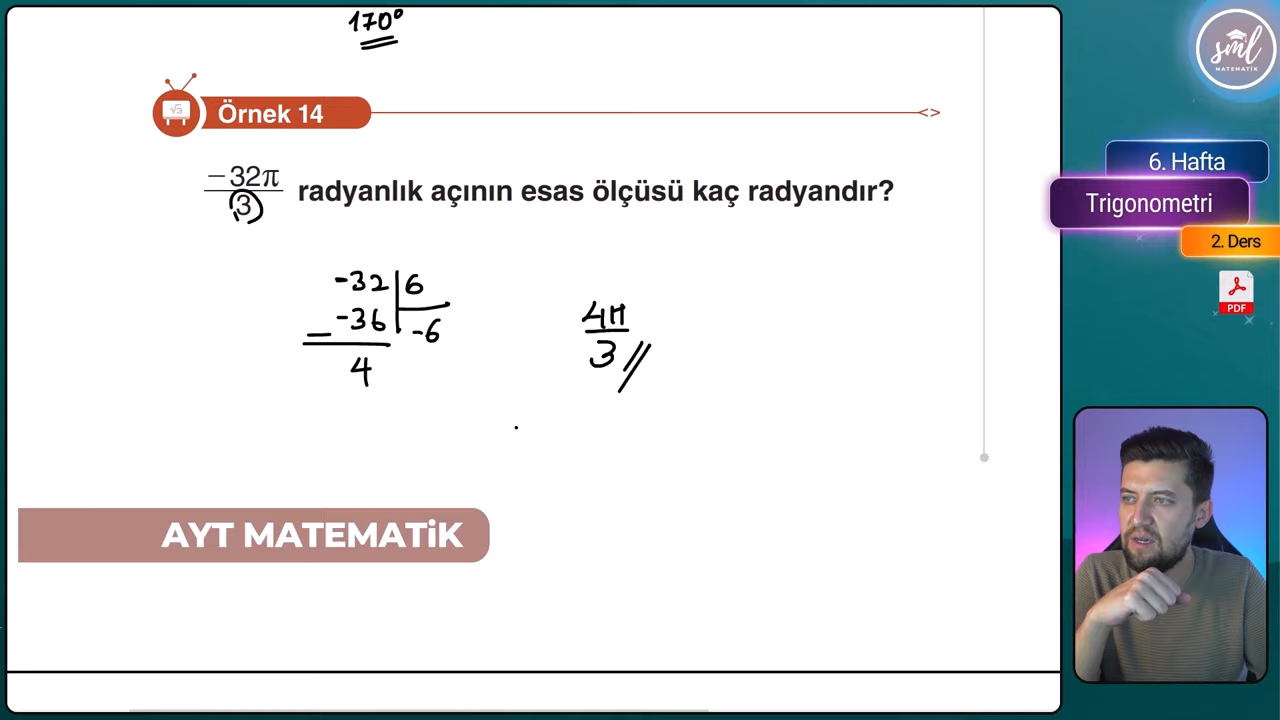 170°
√3
Örnek 14
<>
-32π
3
radyanlık açının esas ölçüsü kaç radyandır?
-32 | 6
-36
-6
4
4π
3
AYT MATEMATİK
sml
MATEMATİK
6. Hafta
Trigonometri
2. Ders
PDF